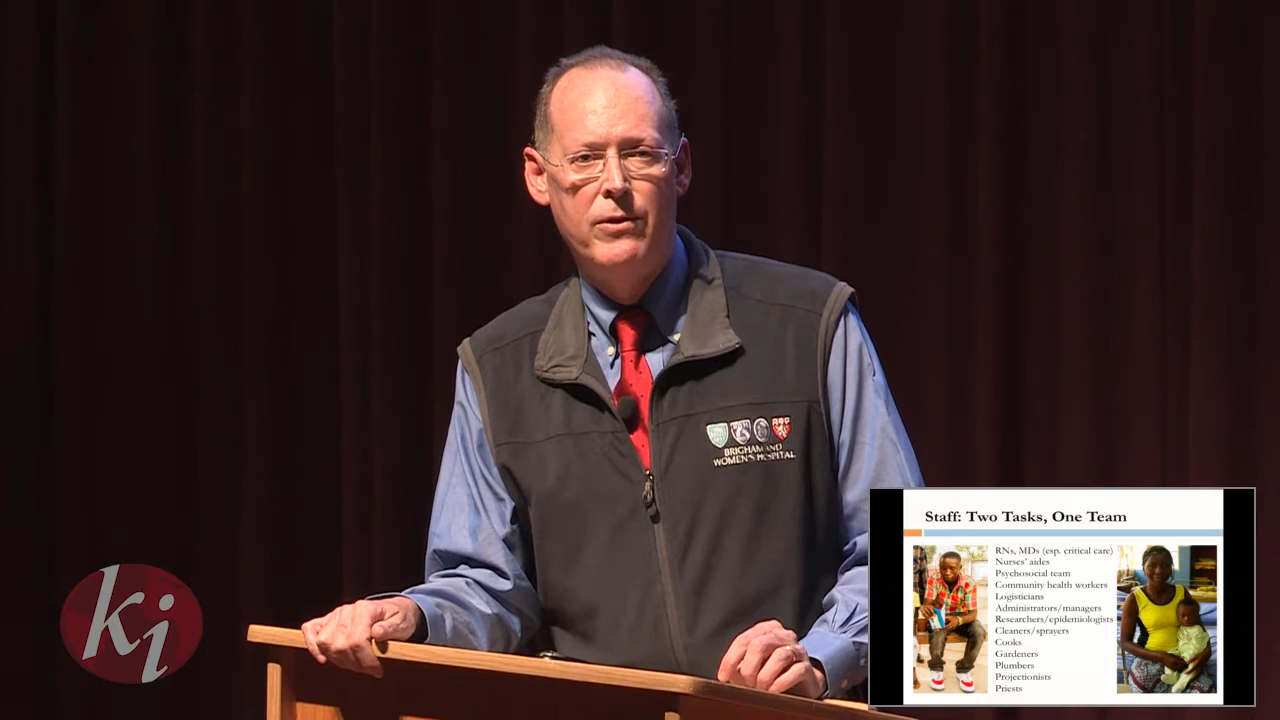 BWH
BRIGHAM AND
WOMEN'S HOSPITAL
ki
Staff: Two Tasks, One Team
RNs, MDs (esp. critical care)
Nurses' aides
Psychosocial team
Community health workers
Logisticians
Administrators/managers
Researchers/epidemiologists
Cleaners/sprayers
Cooks
Gardeners
Plumbers
Projectionists
Priests